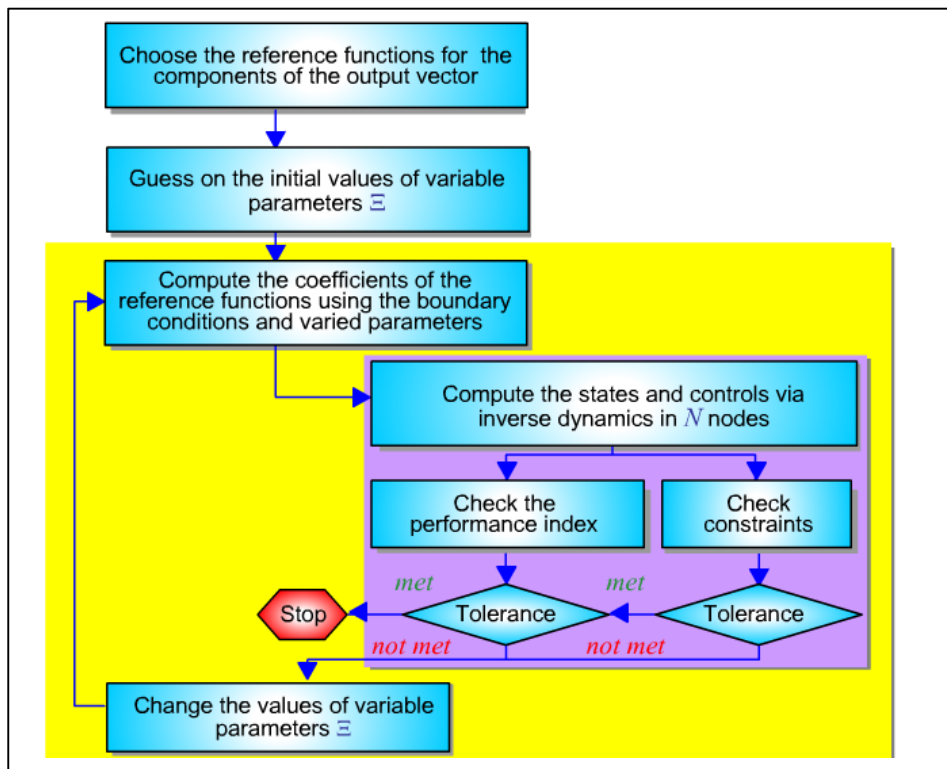 Choose the reference functions for the
components of the output vector
Guess on the initial values of variable
parameters Ξ
Compute the coefficients of the
reference functions using the boundary
conditions and varied parameters
Compute the states and controls via
inverse dynamics in N nodes
Check the
performance index
Check
constraints
met
met
Stop
Tolerance
Tolerance
not met
not met
Change the values of variable
parameters Ξ